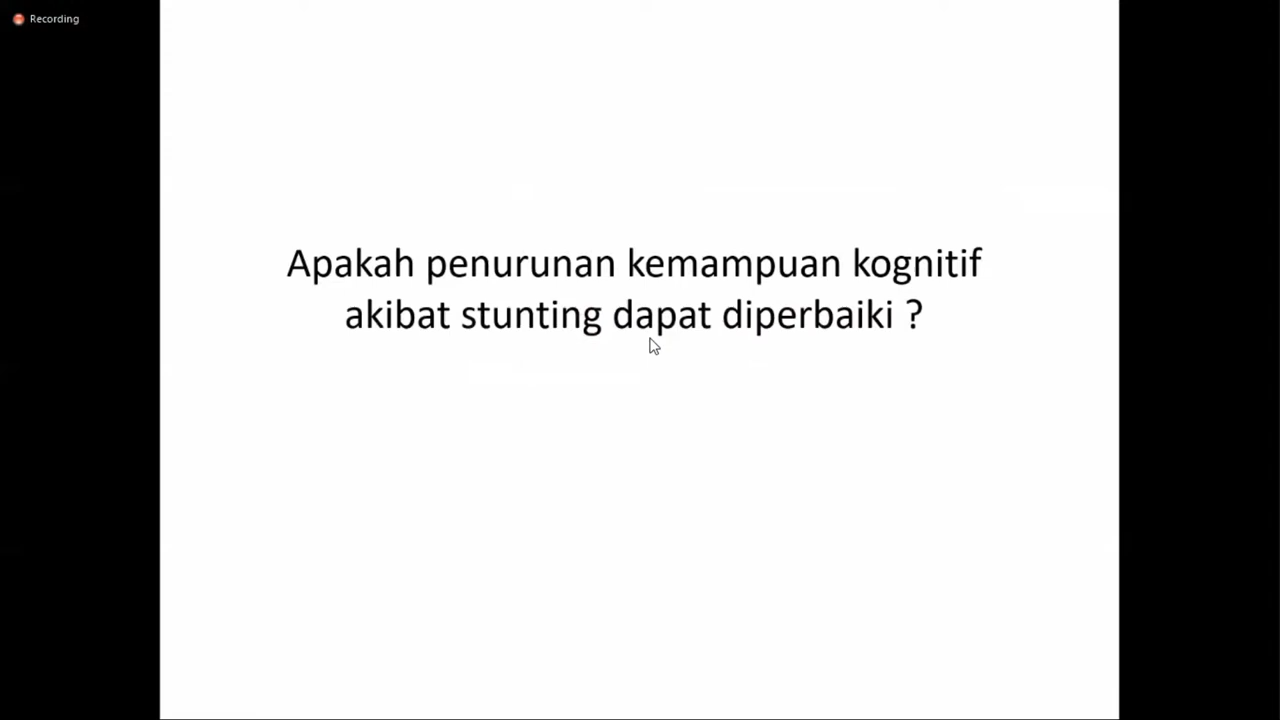 Recording
Apakah penurunan kemampuan kognitif
akibat stunting dapat diperbaiki ?